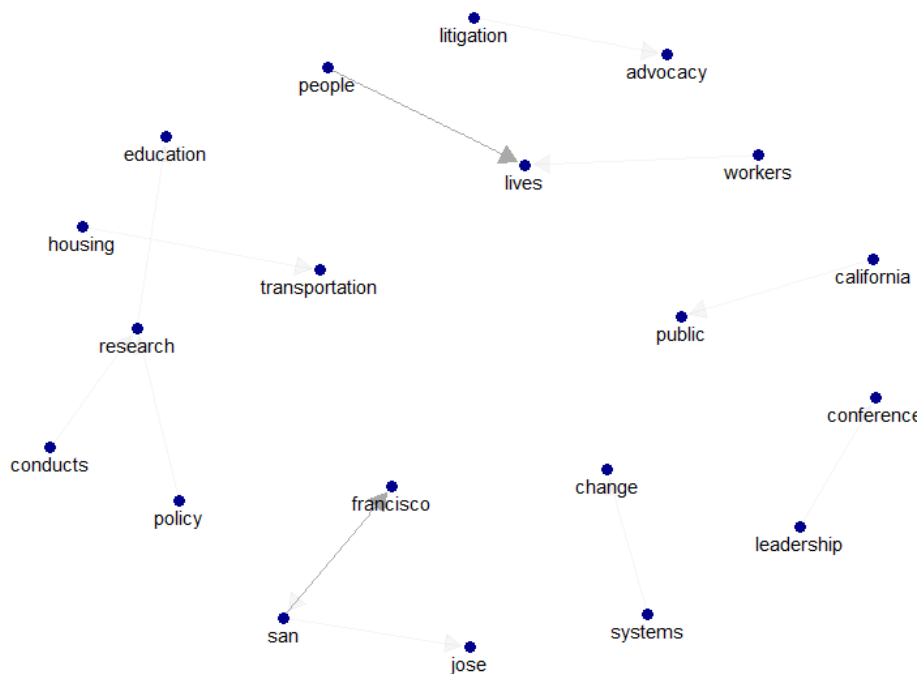 litigation
advocacy
people
education
lives
workers
housing
transportation
california
public
research
conference
conducts
policy
francisco
change
leadership
san
systems
jose